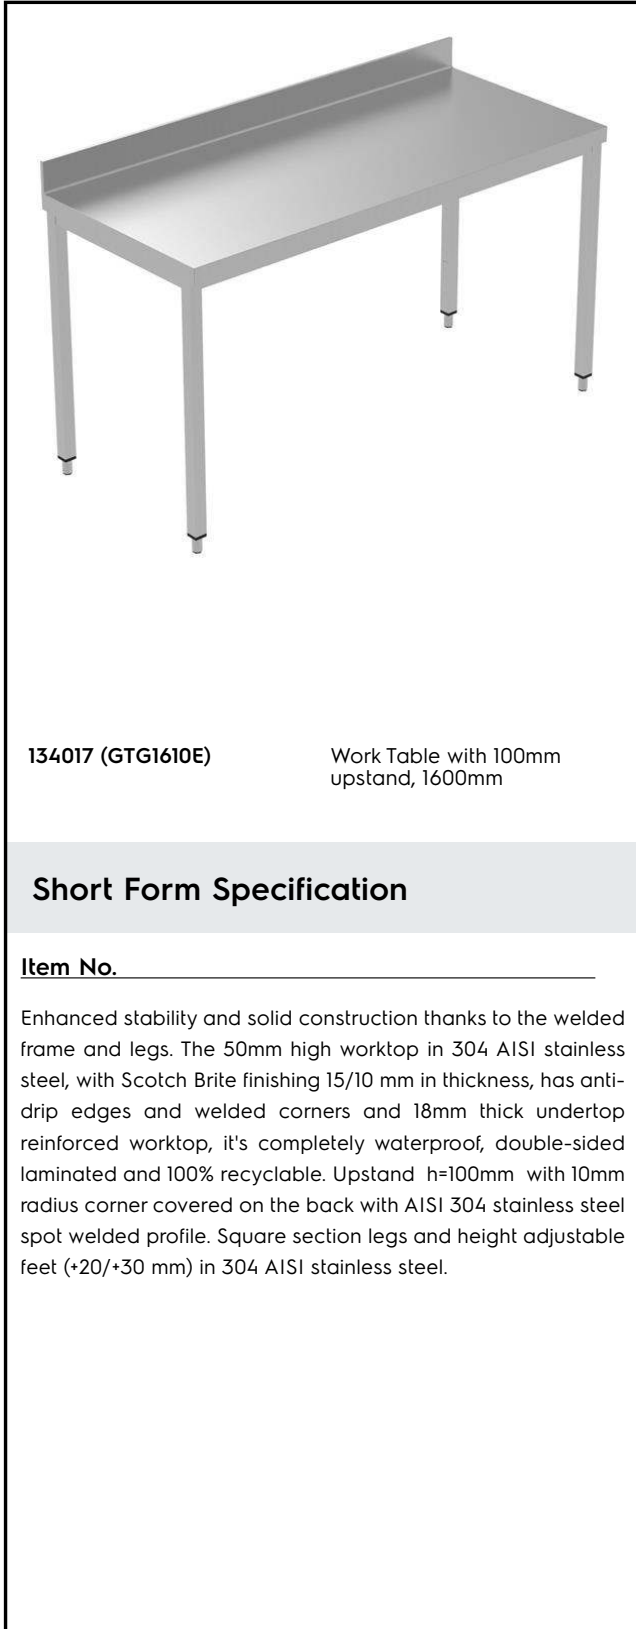 134017 (GTG1610E)
Work Table with 100mm
upstand, 1600mm
Short Form Specification
Item No.
Enhanced stability and solid construction thanks to the welded
frame and legs. The 50mm high worktop in 304 AISI stainless
steel, with Scotch Brite finishing 15/10 mm in thickness, has anti-
drip edges and welded corners and 18mm thick undertop
reinforced worktop, it's completely waterproof, double-sided
laminated and 100% recyclable. Upstand h=100mm with 10mm
radius corner covered on the back with AISI 304 stainless steel
spot welded profile. Square section legs and height adjustable
feet (+20/+30 mm) in 304 AISI stainless steel.